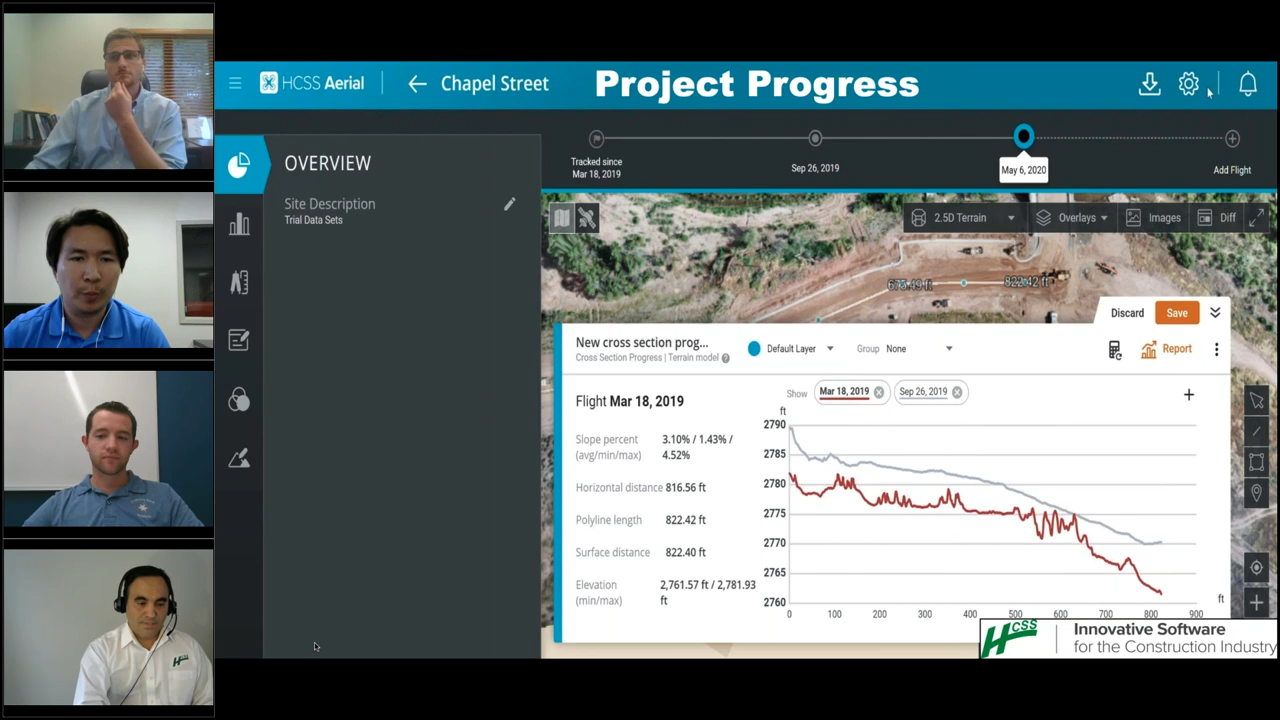 HCSS Aerial
Chapel Street
Project Progress
Tracked since
Mar 18, 2019
Sep 26, 2019
May 6, 2020
Add Flight
OVERVIEW
Site Description
Trial Data Sets
2.5D Terrain
Overlays
Images
Diff
675.49 ft
822.42 ft
Discard
Save
New cross section prog...
Cross Section Progress | Terrain model ?
Default Layer
Group None
Report
Flight Mar 18, 2019
Show
Mar 18, 2019
Sep 26, 2019
Slope percent
(avg/min/max)
3.10% / 1.43% /
4.52%
Horizontal distance 816.56 ft
Polyline length 822.42 ft
Surface distance 822.40 ft
Elevation
(min/max)
2,761.57 ft / 2,781.93
ft
ft
2790
2785
2780
2775
2770
2765
2760
0 100 200 300 400 500 600 700 800 900
ft
HCSS
Innovative Software
for the Construction Industry